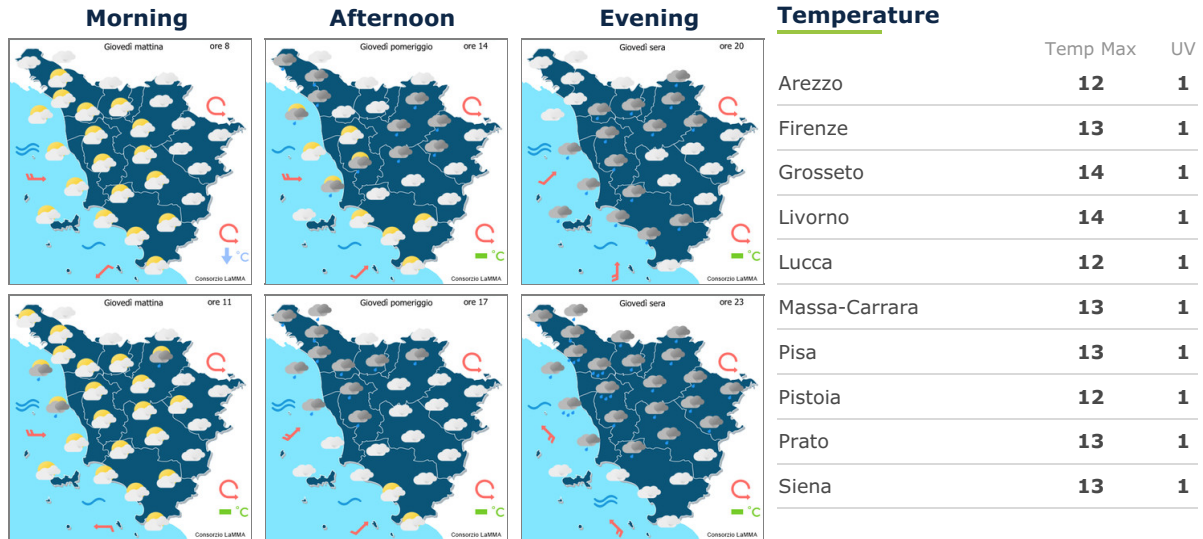 Morning
Afternoon
Evening
Giovedì mattina ore 8
°C
Consorzio LaMMA
Giovedì pomeriggio ore 14
°C
Consorzio LaMMA
Giovedì sera ore 20
°C
Consorzio LaMMA
Giovedì mattina ore 11
°C
Consorzio LaMMA
Giovedì pomeriggio ore 17
°C
Consorzio LaMMA
Giovedì sera ore 23
°C
Consorzio LaMMA
Temperature
Temp Max UV
Arezzo 12 1
Firenze 13 1
Grosseto 14 1
Livorno 14 1
Lucca 12 1
Massa-Carrara 13 1
Pisa 13 1
Pistoia 12 1
Prato 13 1
Siena 13 1